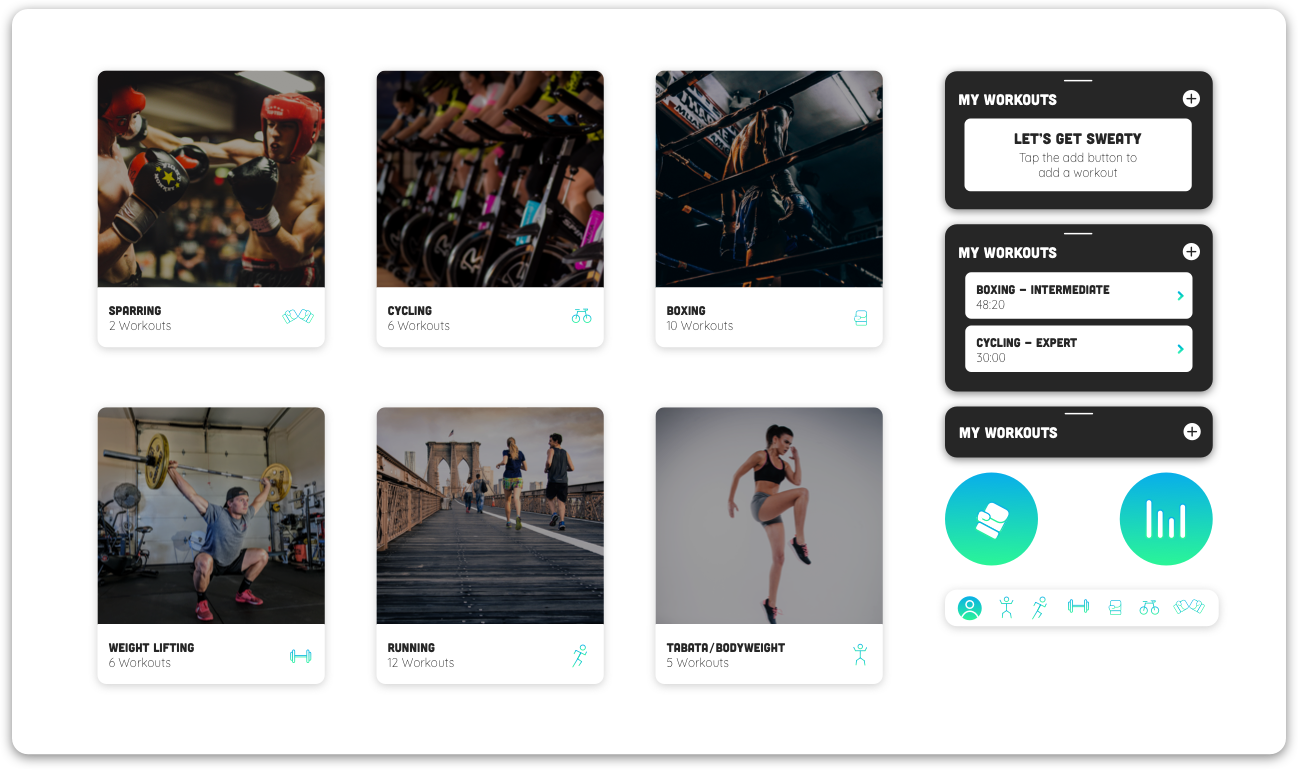 SPARRING
2 Workouts
CYCLING
6 Workouts
BOXING
10 Workouts
WEIGHT LIFTING
6 Workouts
RUNNING
12 Workouts
TABATA/BODYWEIGHT
5 Workouts
MY WORKOUTS
LET'S GET SWEATY
Tap the add button to
add a workout
MY WORKOUTS
BOXING – INTERMEDIATE
48:20
CYCLING – EXPERT
30:00
MY WORKOUTS